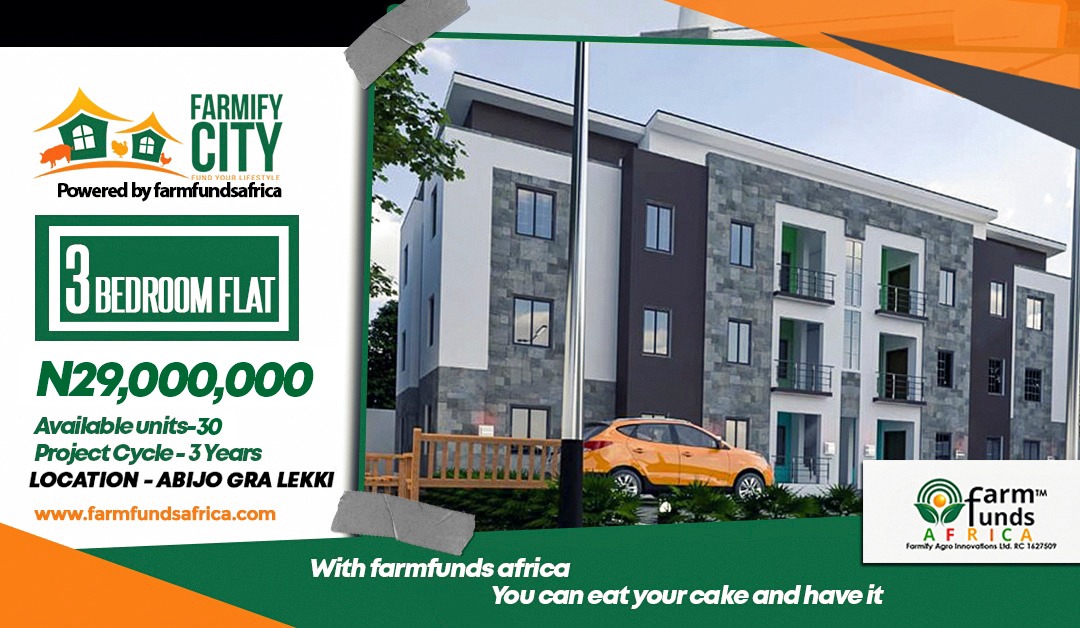 FARMIFY
CITY
FUND YOUR LIFESTYLE
Powered by farmfundsafrica
3 BEDROOM FLAT
N29,000,000
Available units-30
Project Cycle - 3 Years
LOCATION - ABIJO GRA LEKKI
www.farmfundsafrica.com
farm™
funds
AFRICA
Farmify Agro Innovations Ltd. RC 1627509
With farmfunds africa
You can eat your cake and have it